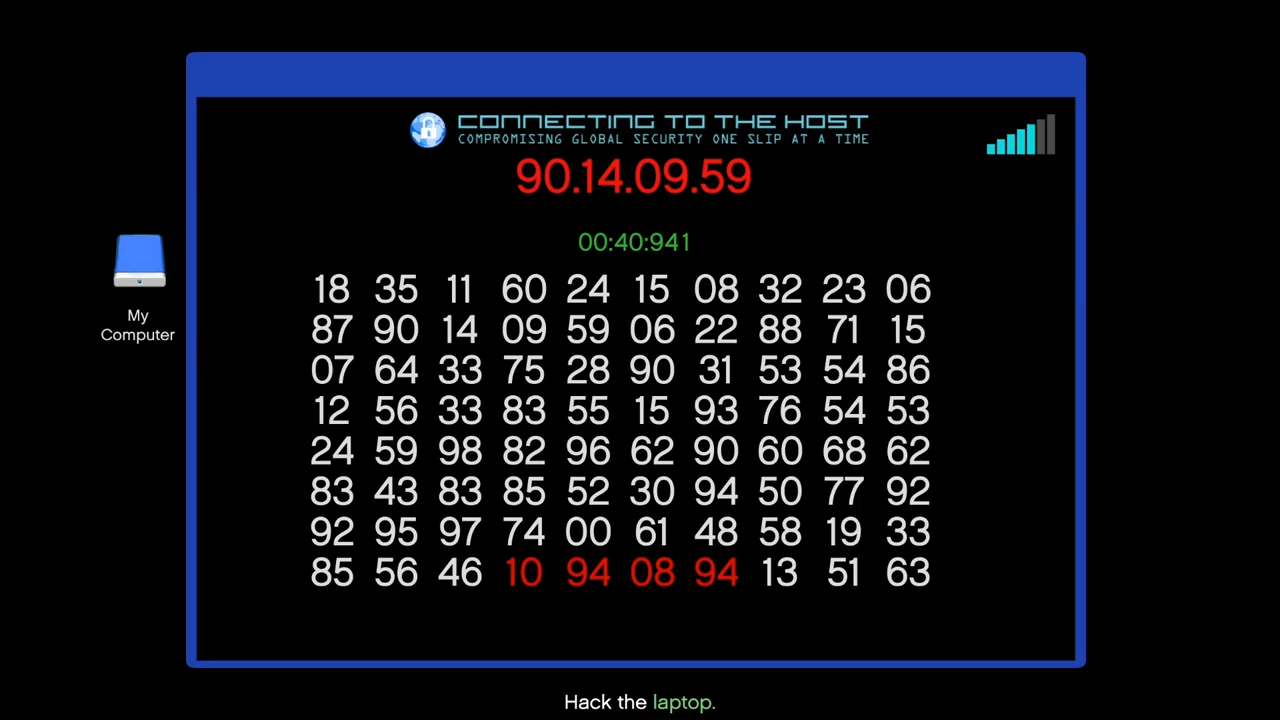 CONNECTING TO THE HOST
COMPROMISING GLOBAL SECURITY ONE SLIP AT A TIME
90.14.09.59
00:40:941
18 35 11 60 24 15 08 32 23 06
87 90 14 09 59 06 22 88 71 15
07 64 33 75 28 90 31 53 54 86
12 56 33 83 55 15 93 76 54 53
24 59 98 82 96 62 90 60 68 62
83 43 83 85 52 30 94 50 77 92
92 95 97 74 00 61 48 58 19 33
85 56 46 10 94 08 94 13 51 63
My
Computer
Hack the laptop.